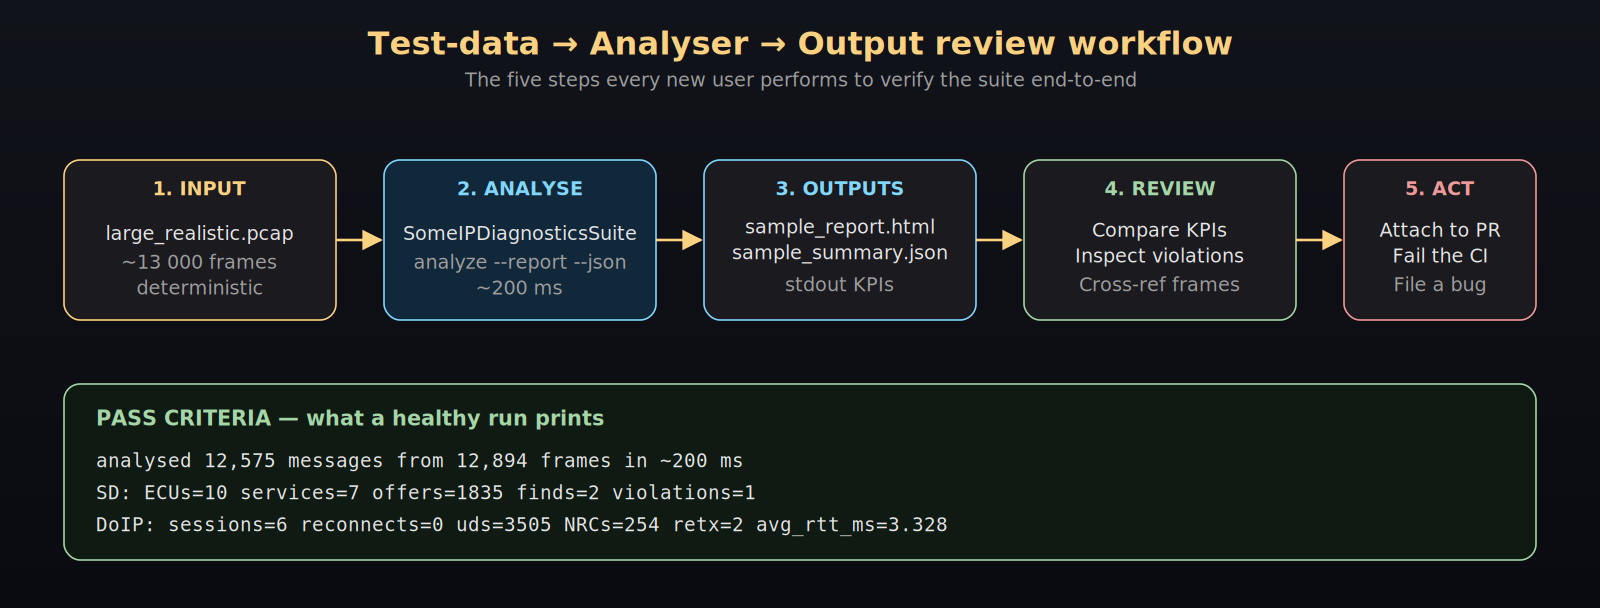 Test-data → Analyser → Output review workflow
The five steps every new user performs to verify the suite end-to-end
1. INPUT
large_realistic.pcap
~13 000 frames
deterministic
2. ANALYSE
SomeIPDiagnosticsSuite
analyze --report --json
~200 ms
3. OUTPUTS
sample_report.html
sample_summary.json
stdout KPIs
4. REVIEW
Compare KPIs
Inspect violations
Cross-ref frames
5. ACT
Attach to PR
Fail the CI
File a bug
PASS CRITERIA — what a healthy run prints
analysed 12,575 messages from 12,894 frames in ~200 ms
SD: ECUs=10 services=7 offers=1835 finds=2 violations=1
DoIP: sessions=6 reconnects=0 uds=3505 NRCs=254 retx=2 avg_rtt_ms=3.328